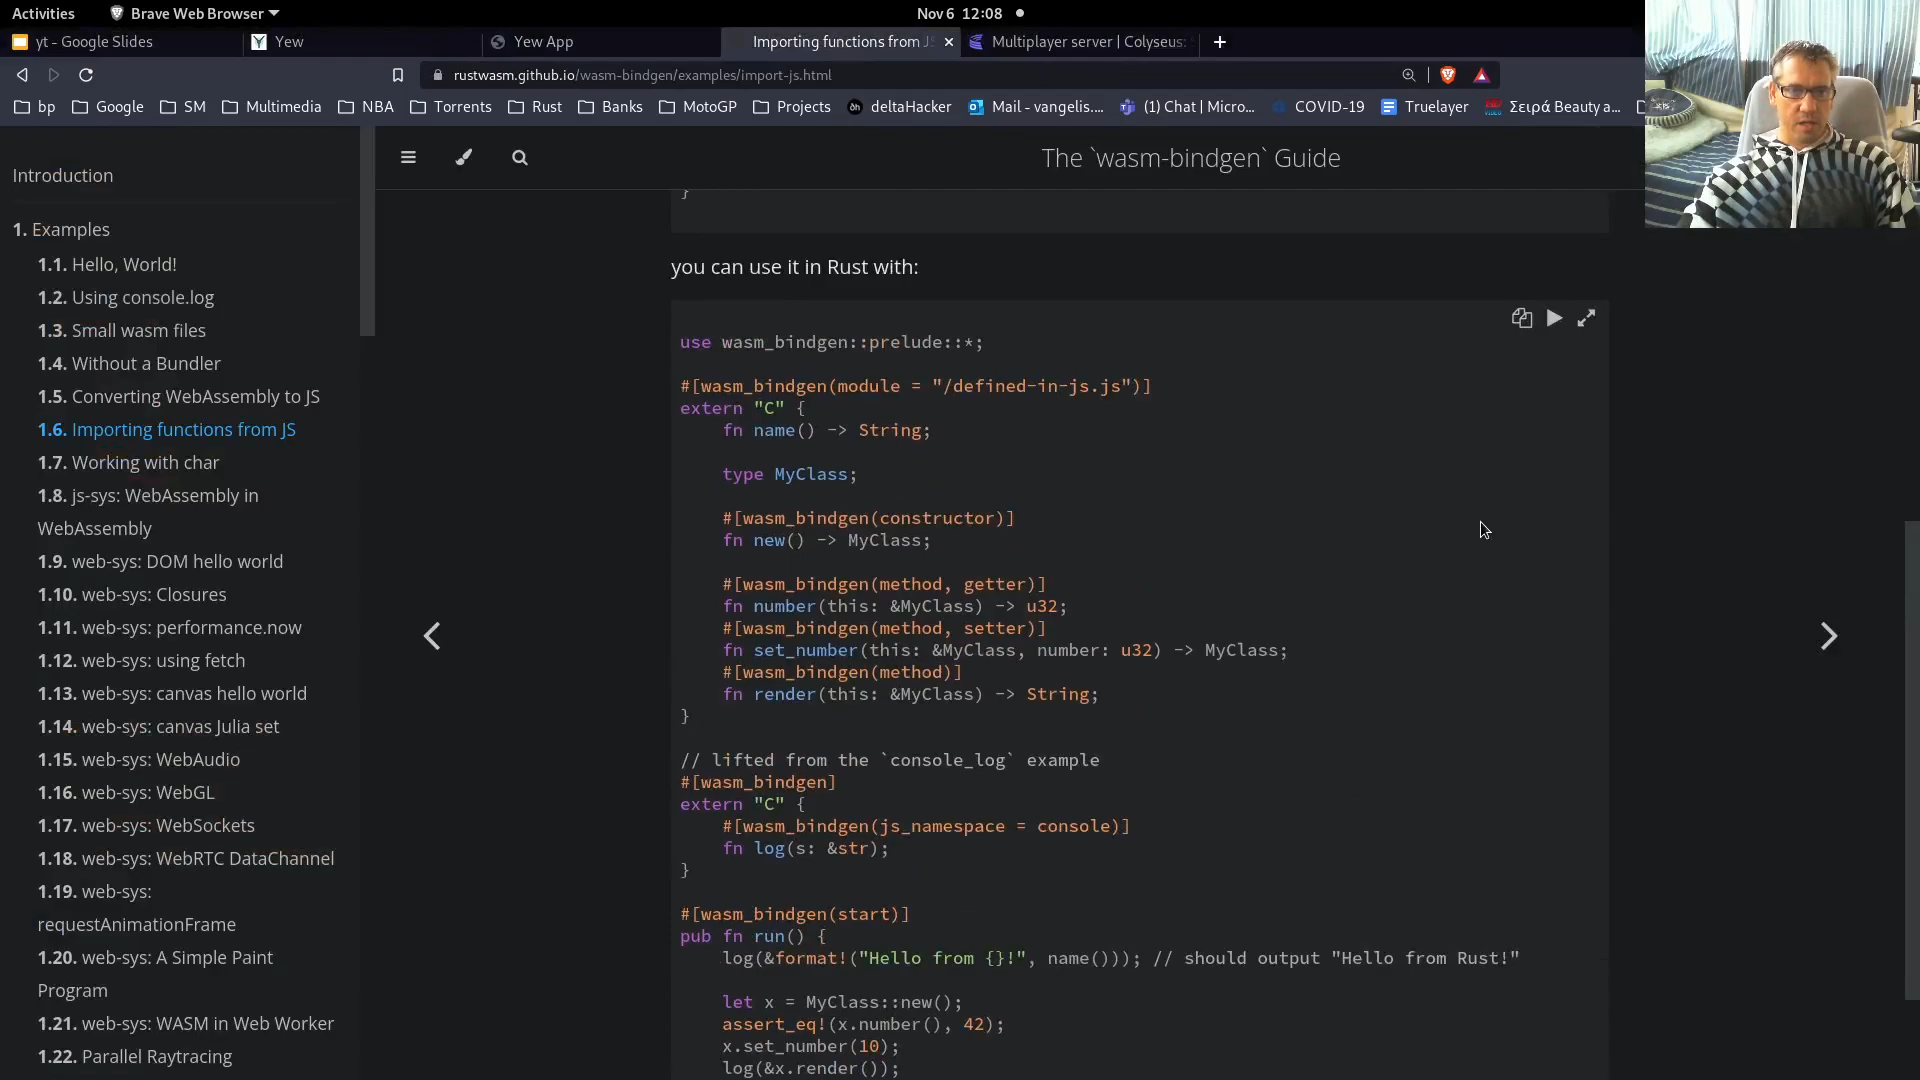 Activities
Brave Web Browser
Nov 6 12:08
yt - Google Slides
Yew
Yew App
Importing functions from J
Multiplayer server | Colyseus:
rustwasm.github.io/wasm-bindgen/examples/import-js.html
bp
Google
SM
Multimedia
NBA
Torrents
Rust
Banks
MotoGP
Projects
deltaHacker
Mail - vangelis....
(1) Chat | Micro...
COVID-19
Truelayer
Σειρά Beauty a...
Introduction
1. Examples
1.1. Hello, World!
1.2. Using console.log
1.3. Small wasm files
1.4. Without a Bundler
1.5. Converting WebAssembly to JS
1.6. Importing functions from JS
1.7. Working with char
1.8. js-sys: WebAssembly in
WebAssembly
1.9. web-sys: DOM hello world
1.10. web-sys: Closures
1.11. web-sys: performance.now
1.12. web-sys: using fetch
1.13. web-sys: canvas hello world
1.14. web-sys: canvas Julia set
1.15. web-sys: WebAudio
1.16. web-sys: WebGL
1.17. web-sys: WebSockets
1.18. web-sys: WebRTC DataChannel
1.19. web-sys:
requestAnimationFrame
1.20. web-sys: A Simple Paint
Program
1.21. web-sys: WASM in Web Worker
1.22. Parallel Raytracing
The `wasm-bindgen` Guide
}
you can use it in Rust with:
use wasm_bindgen::prelude::*;
#[wasm_bindgen(module = "/defined-in-js.js")]
extern "C" {
fn name() -> String;
type MyClass;
#[wasm_bindgen(constructor)]
fn new() -> MyClass;
#[wasm_bindgen(method, getter)]
fn number(this: &MyClass) -> u32;
#[wasm_bindgen(method, setter)]
fn set_number(this: &MyClass, number: u32) -> MyClass;
#[wasm_bindgen(method)]
fn render(this: &MyClass) -> String;
}
// lifted from the `console_log` example
#[wasm_bindgen]
extern "C" {
#[wasm_bindgen(js_namespace = console)]
fn log(s: &str);
}
#[wasm_bindgen(start)]
pub fn run() {
log(&format!("Hello from {}!", name())); // should output "Hello from Rust!"
let x = MyClass::new();
assert_eq!(x.number(), 42);
x.set_number(10);
log(&x.render());